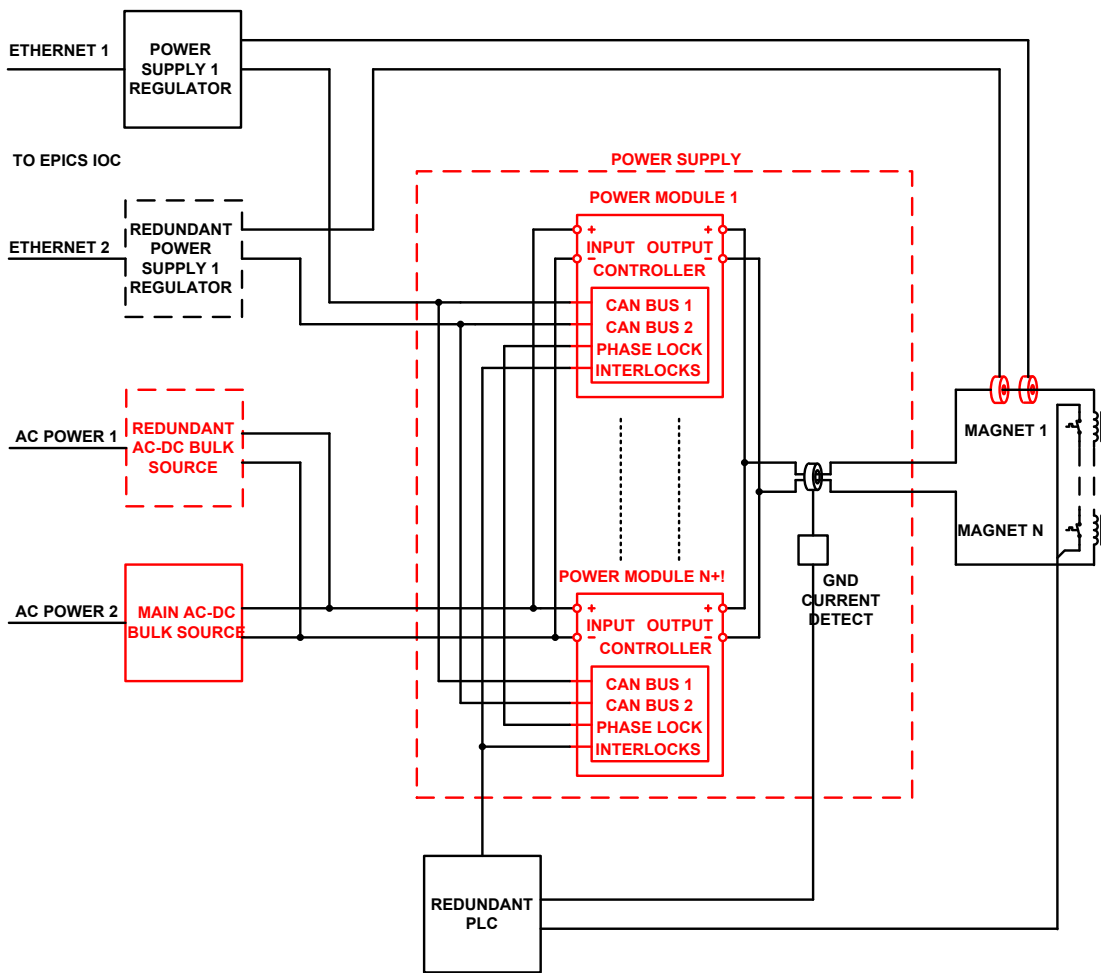 ETHERNET 1
POWER
SUPPLY 1
REGULATOR
TO EPICS IOC
ETHERNET 2
REDUNDANT
POWER
SUPPLY 1
REGULATOR
AC POWER 1
REDUNDANT
AC-DC BULK
SOURCE
AC POWER 2
MAIN AC-DC
BULK SOURCE
POWER SUPPLY
POWER MODULE 1
+ +
INPUT OUTPUT
– –
CONTROLLER
CAN BUS 1
CAN BUS 2
PHASE LOCK
INTERLOCKS
POWER MODULE N+!
+ +
INPUT OUTPUT
– –
CONTROLLER
CAN BUS 1
CAN BUS 2
PHASE LOCK
INTERLOCKS
GND
CURRENT
DETECT
MAGNET 1
MAGNET N
REDUNDANT
PLC